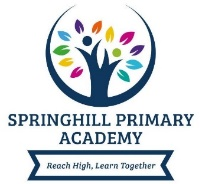 SPRINGHILL PRIMARY
ACADEMY
Reach High, Learn Together